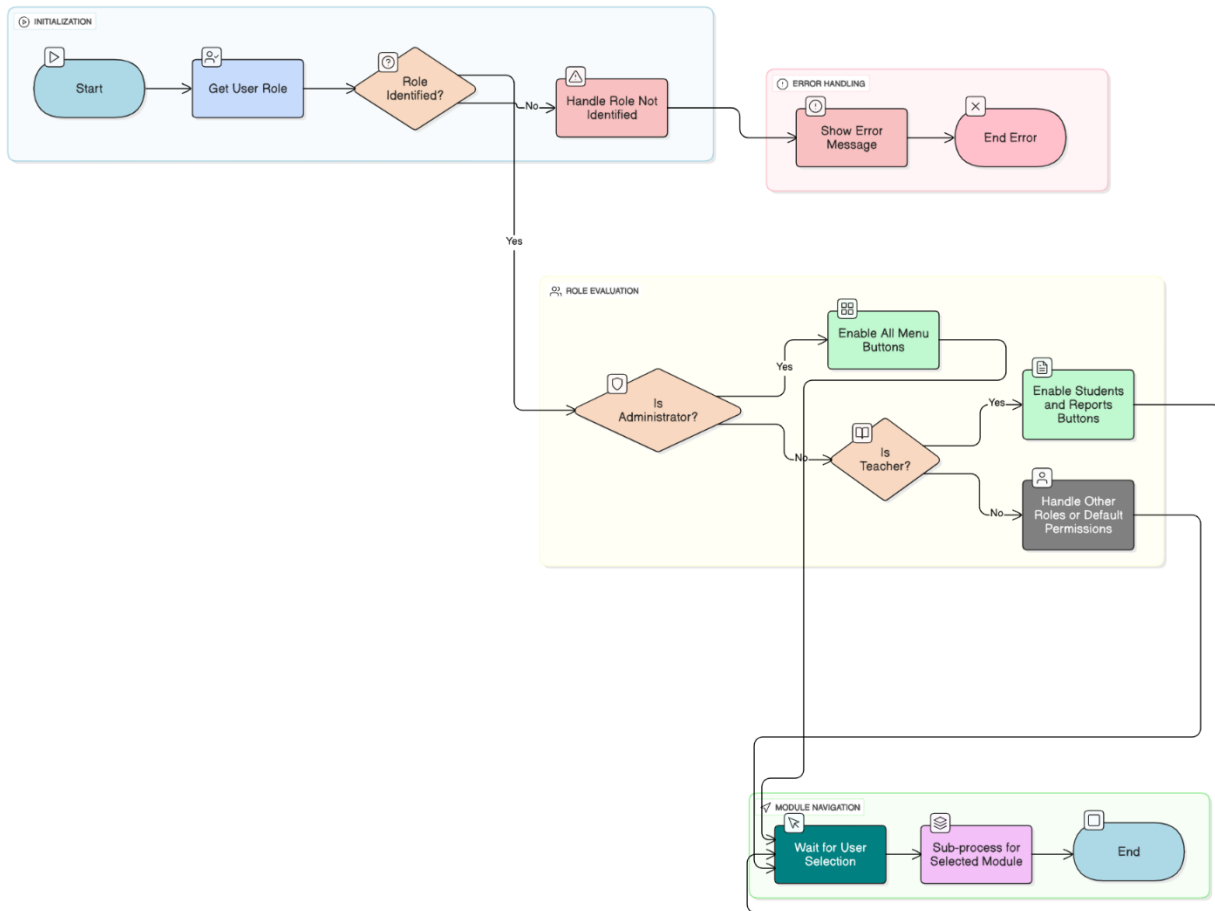 INITIALIZATION
Start
Get User Role
Role
Identified?
No
Handle Role Not
Identified
ERROR HANDLING
Show Error
Message
End Error
Yes
ROLE EVALUATION
Is
Administrator?
Yes
Enable All Menu
Buttons
No
Is
Teacher?
Yes
Enable Students
and Reports
Buttons
No
Handle Other
Roles or Default
Permissions
MODULE NAVIGATION
Wait for User
Selection
Sub-process for
Selected Module
End